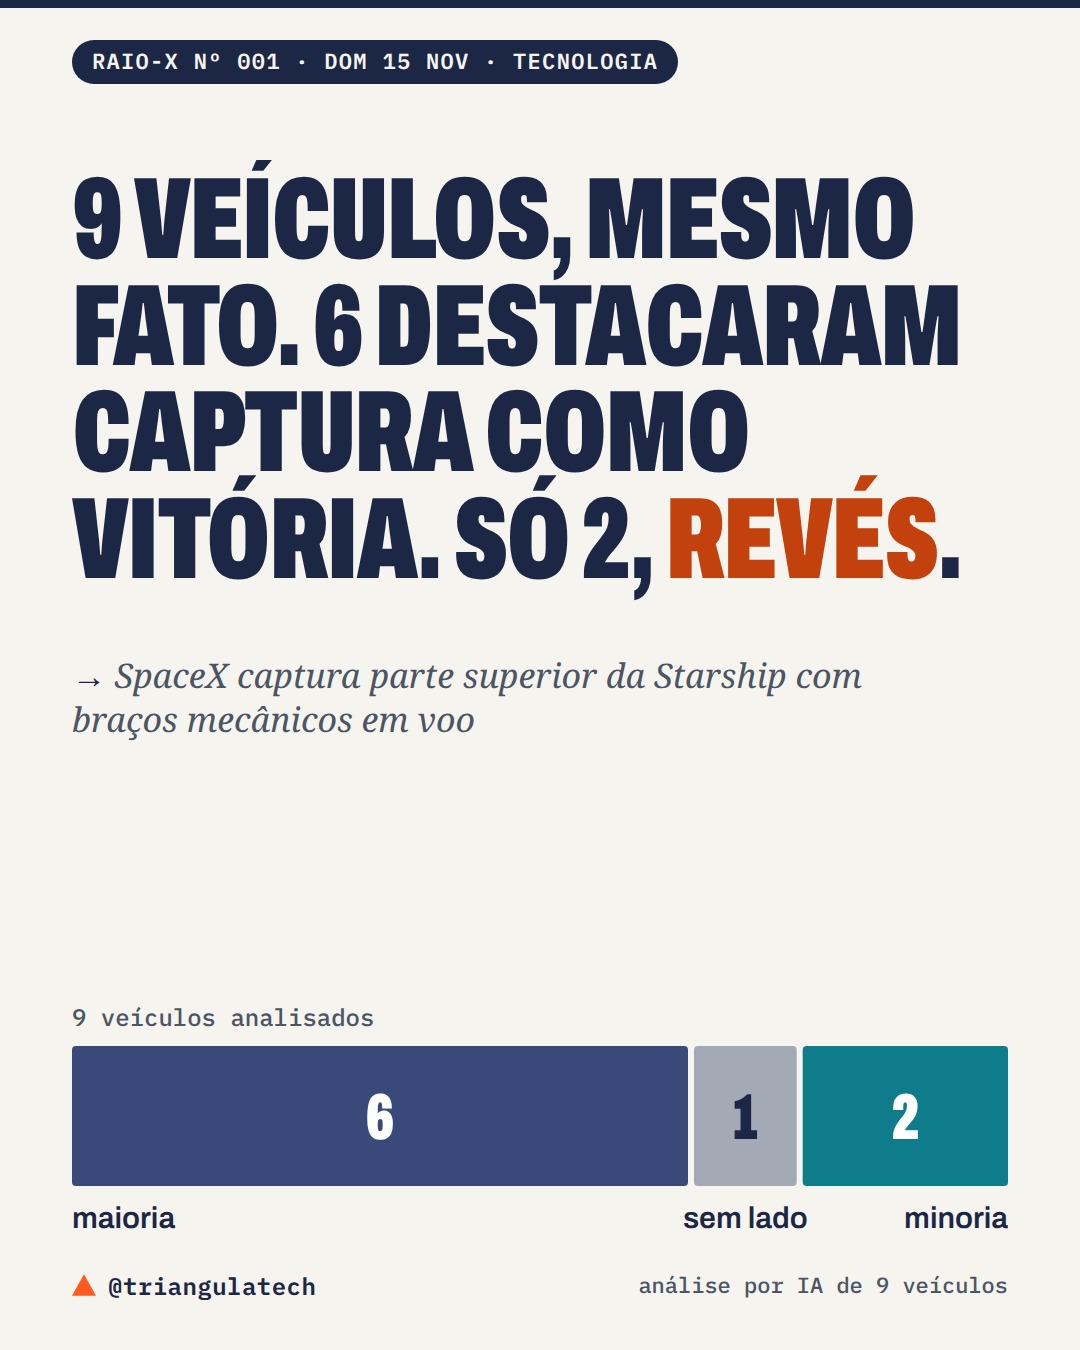 RAIO-X Nº 001 · DOM 15 NOV · TECNOLOGIA
9 VEÍCULOS, MESMO
FATO. 6 DESTACARAM
CAPTURA COMO
VITÓRIA. SÓ 2, REVÉS.
→ SpaceX captura parte superior da Starship com
braços mecânicos em voo
9 veículos analisados
6 1 2
maioria sem lado minoria
@triangulatech análise por IA de 9 veículos